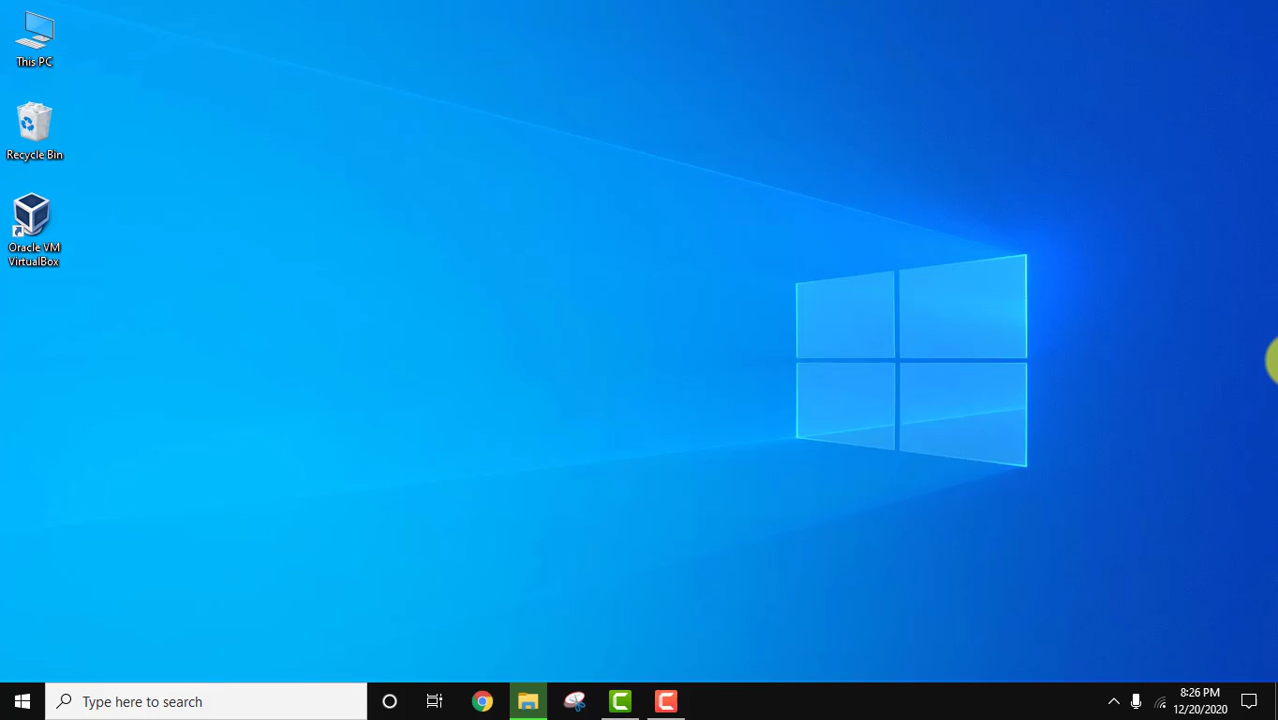 This PC
Recycle Bin
Oracle VM
VirtualBox
Type here to search
8:26 PM
12/20/2020